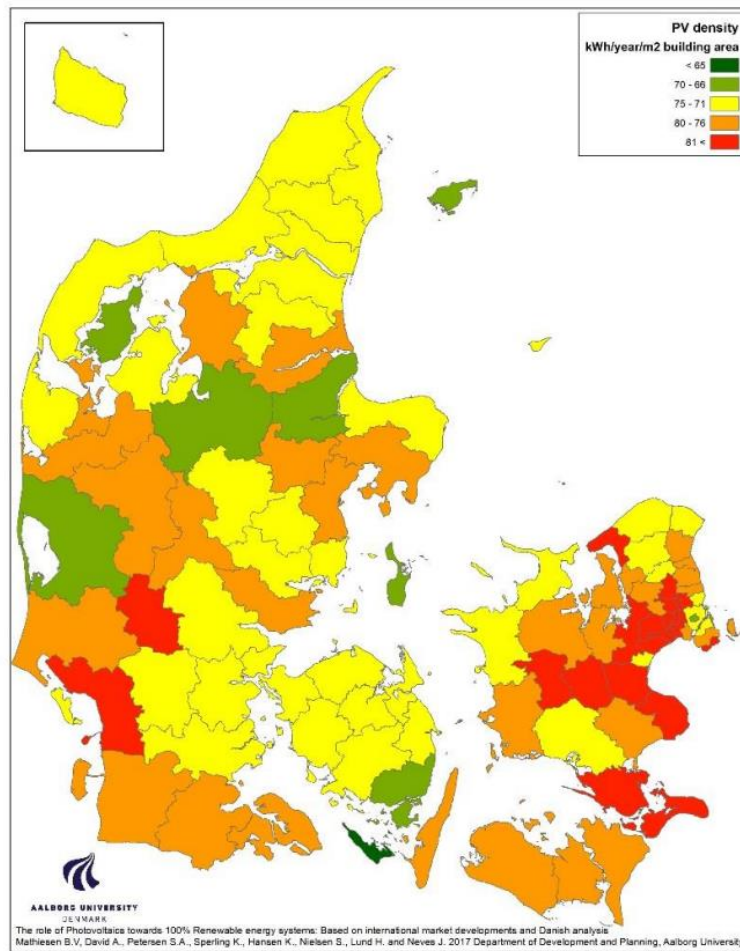 PV density
kWh/year/m2 building area
< 65
70 - 66
75 - 71
80 - 76
81 <
AALBORG UNIVERSITY
DENMARK
The role of Photovoltaics towards 100% Renewable energy systems: Based on international market developments and Danish analysis
Mathiesen B.V, David A., Petersen S.A., Sperling K., Hansen K., Nielsen S., Lund H. and Neves J. 2017 Department of Development and Planning, Aalborg University